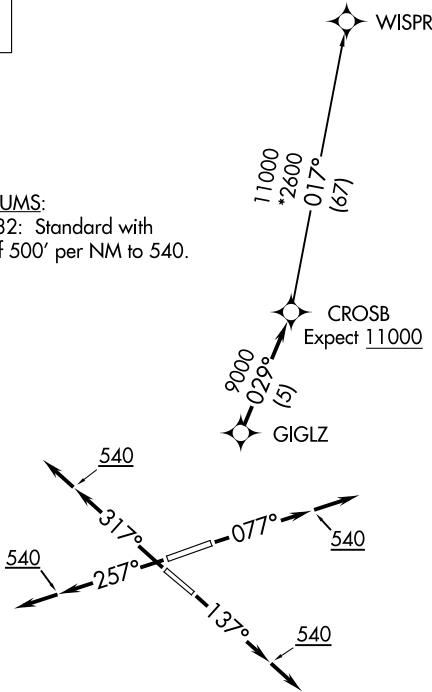 WISPR
11000
*2600
017°
(67)
UMS:
32: Standard with
f 500' per NM to 540.
CROSB
Expect 11000
9000
029°
(5)
GIGLZ
540
317°
077°
540
540
257°
137°
540